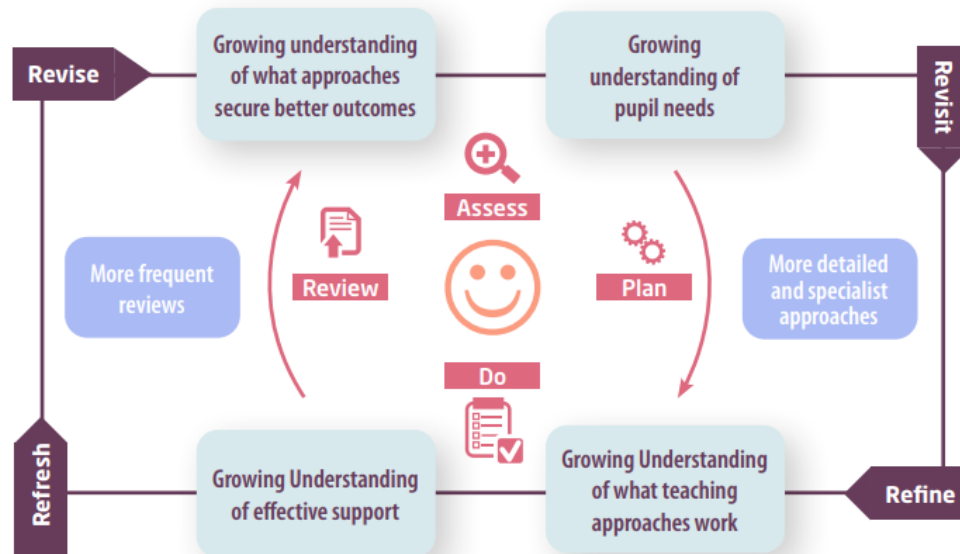 Revise
Growing understanding
of what approaches
secure better outcomes
Growing
understanding of
pupil needs
Revisit
Assess
More frequent
reviews
Review
Plan
More detailed
and specialist
approaches
Do
Refresh
Growing Understanding
of effective support
Growing Understanding
of what teaching
approaches work
Refine